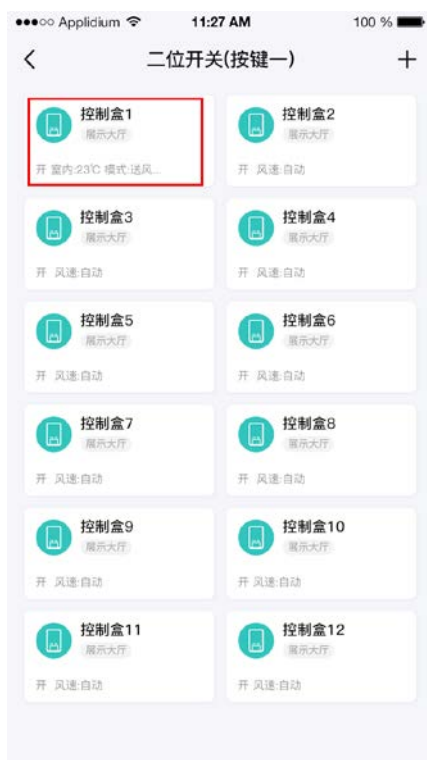 ●●●○○ Applidium 11:27 AM 100 %
二位开关(按键一) +
控制盒1
展示大厅
开 室内:23℃ 模式:送风...
控制盒2
展示大厅
开 风速:自动
控制盒3
展示大厅
开 风速:自动
控制盒4
展示大厅
开 风速:自动
控制盒5
展示大厅
开 风速:自动
控制盒6
展示大厅
开 风速:自动
控制盒7
展示大厅
开 风速:自动
控制盒8
展示大厅
开 风速:自动
控制盒9
展示大厅
开 风速:自动
控制盒10
展示大厅
开 风速:自动
控制盒11
展示大厅
开 风速:自动
控制盒12
展示大厅
开 风速:自动